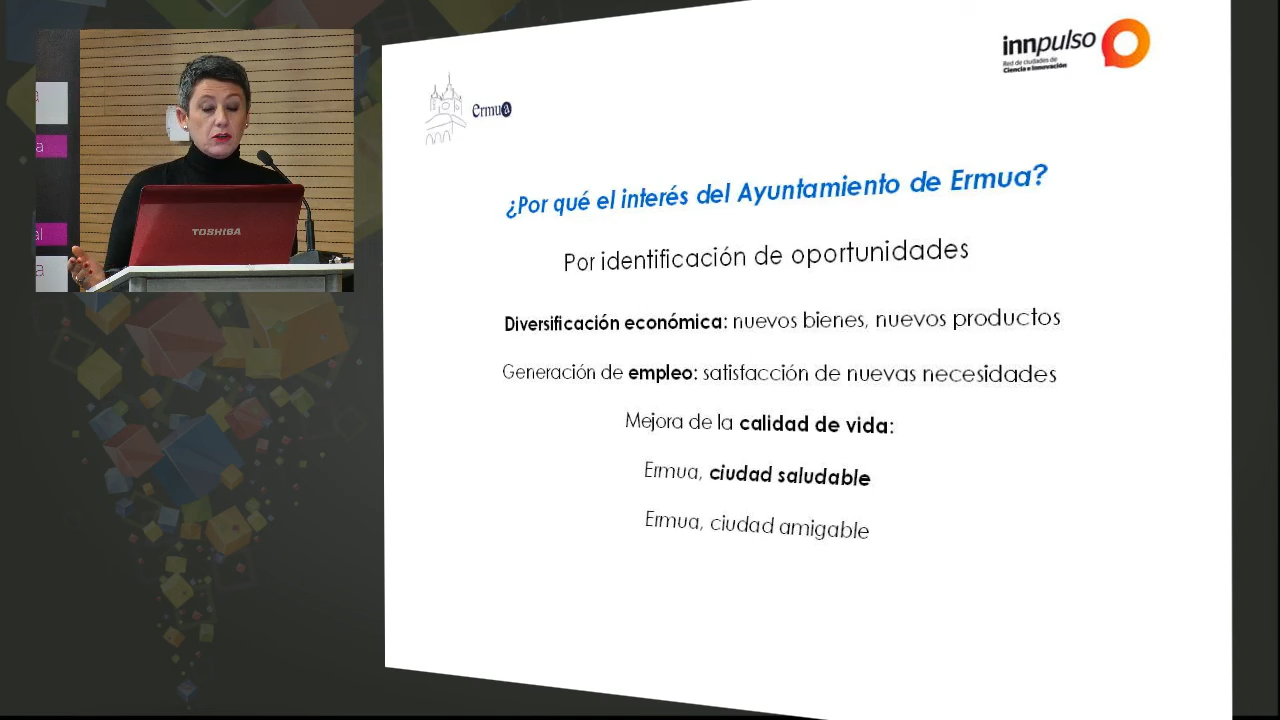 a
a
al
a
TOSHIBA
Ermua
innpulso
Red de ciudades de
Ciencia e Innovación
¿Por qué el interés del Ayuntamiento de Ermua?
Por identificación de oportunidades
Diversificación económica: nuevos bienes, nuevos productos
Generación de empleo: satisfacción de nuevas necesidades
Mejora de la calidad de vida:
Ermua, ciudad saludable
Ermua, ciudad amigable